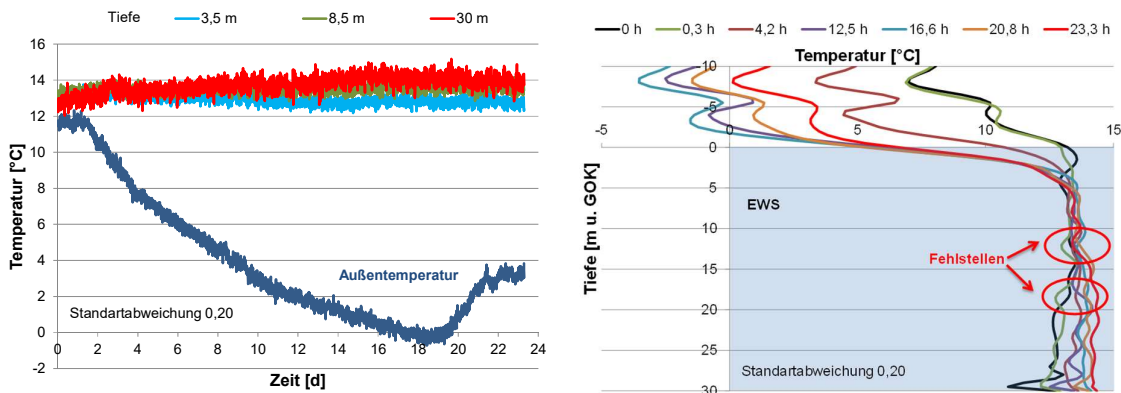 Tiefe 3,5 m 8,5 m 30 m
16
14
12
10
8
6
4
2
0
-2
Temperatur [°C]
Außentemperatur
Standartabweichung 0,20
0 2 4 6 8 10 12 14 16 18 20 22 24
Zeit [d]
0 h 0,3 h 4,2 h 12,5 h 16,6 h 20,8 h 23,3 h
Temperatur [°C]
-10
-5
-5 0 5 10 15
0
5
10
15
20
25
30
Tiefe [m u. GOK]
EWS
Fehlstellen
Standartabweichung 0,20